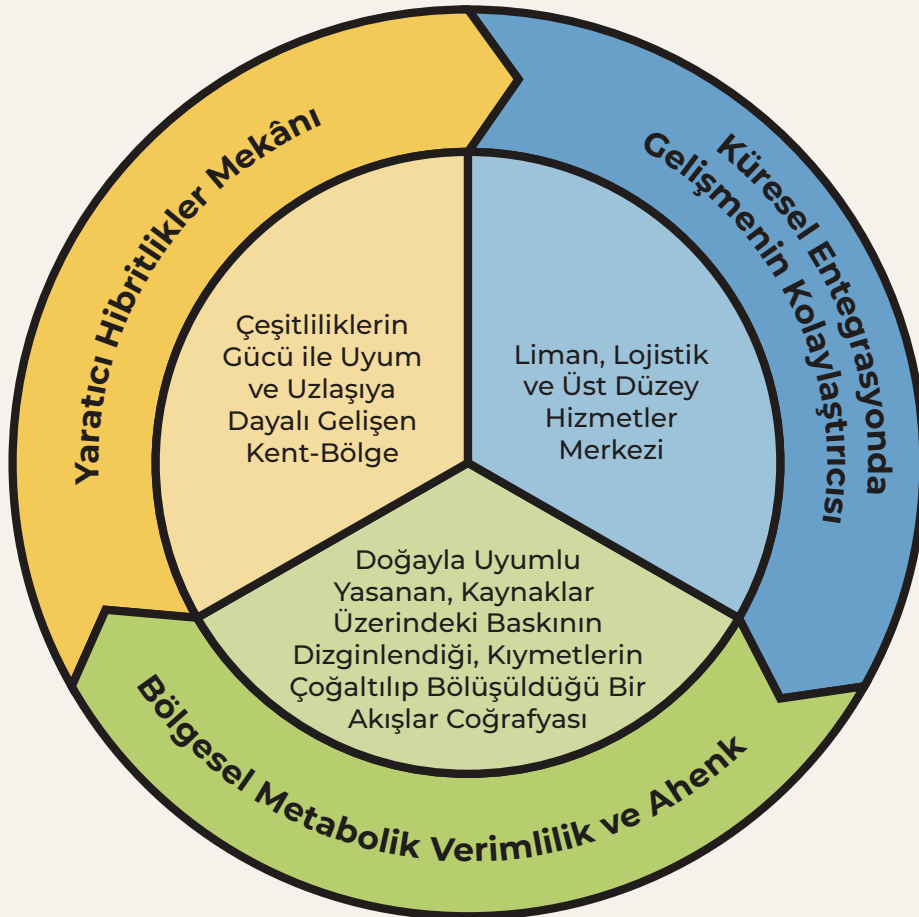 Yaratıcı Hibritlikler Mekânı
Küresel Entegrasyonda
Gelişmenin Kolaylaştırıcısı
Çeşitliliklerin
Gücü ile Uyum
ve Uzlaşıya
Dayalı Gelişen
Kent-Bölge
Liman, Lojistik
ve Üst Düzey
Hizmetler
Merkezi
Doğayla Uyumlu
Yasanan, Kaynaklar
Üzerindeki Baskının
Dizginlendiği, Kıymetlerin
Çoğaltılıp Bölüşüldüğü Bir
Akışlar Coğrafyası
Bölgesel Metabolik Verimlilik ve Ahenk